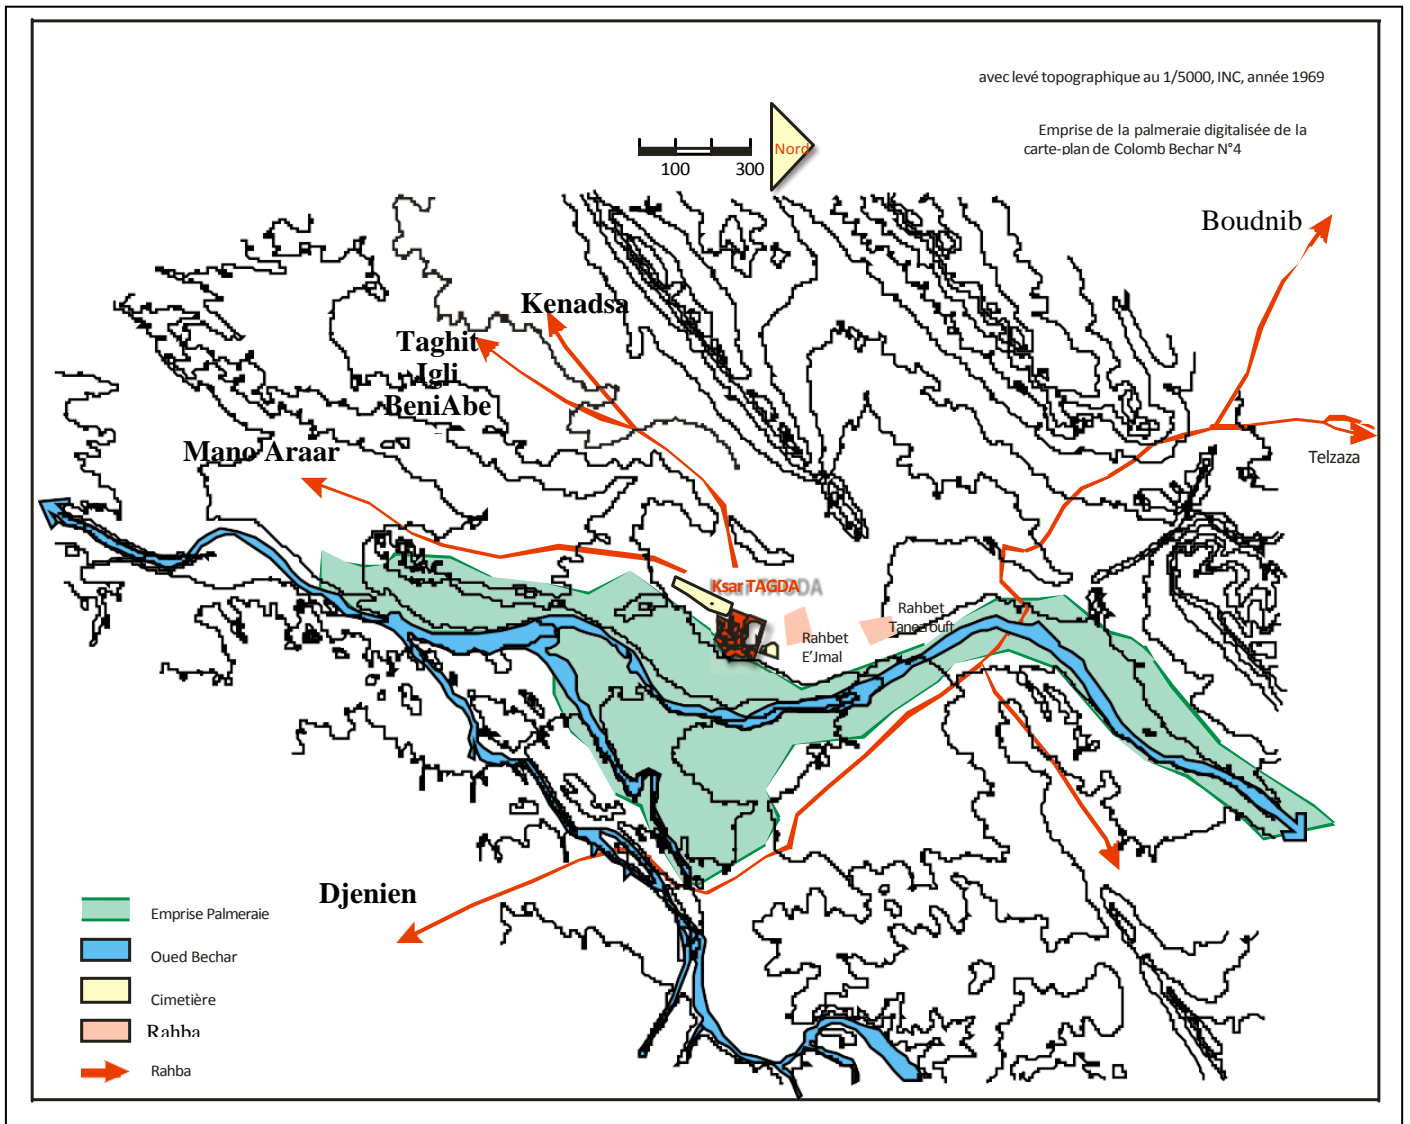 avec levé topographique au 1/5000, INC, année 1969
Emprise de la palmeraie digitalisée de la
carte-plan de Colomb Bechar N°4
Nord
100 300
Boudnib
Kenadsa
Taghit
Igli
BeniAbe
Mano Araar
Telzaza
Ksar TAGDA
Rahbet
Tanezrouft
Rahbet
E’Jmal
Djenien
Emprise Palmeraie
Oued Bechar
Cimetière
Rahba
Rahba